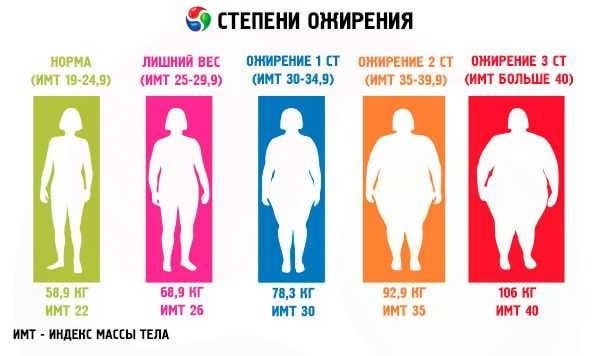 СТЕПЕНИ ОЖИРЕНИЯ
НОРМА
(ИМТ 19-24,9)
ЛИШНИЙ ВЕС
(ИМТ 25-29,9)
ОЖИРЕНИЕ 1 СТ
(ИМТ 30-34,9)
ОЖИРЕНИЕ 2 СТ
(ИМТ 35-39,9)
ОЖИРЕНИЕ 3 СТ
(ИМТ БОЛЬШЕ 40)
58,9 КГ
ИМТ 22
68,9 КГ
ИМТ 26
78,3 КГ
ИМТ 30
92,9 КГ
ИМТ 35
106 КГ
ИМТ 40
ИМТ - ИНДЕКС МАССЫ ТЕЛА